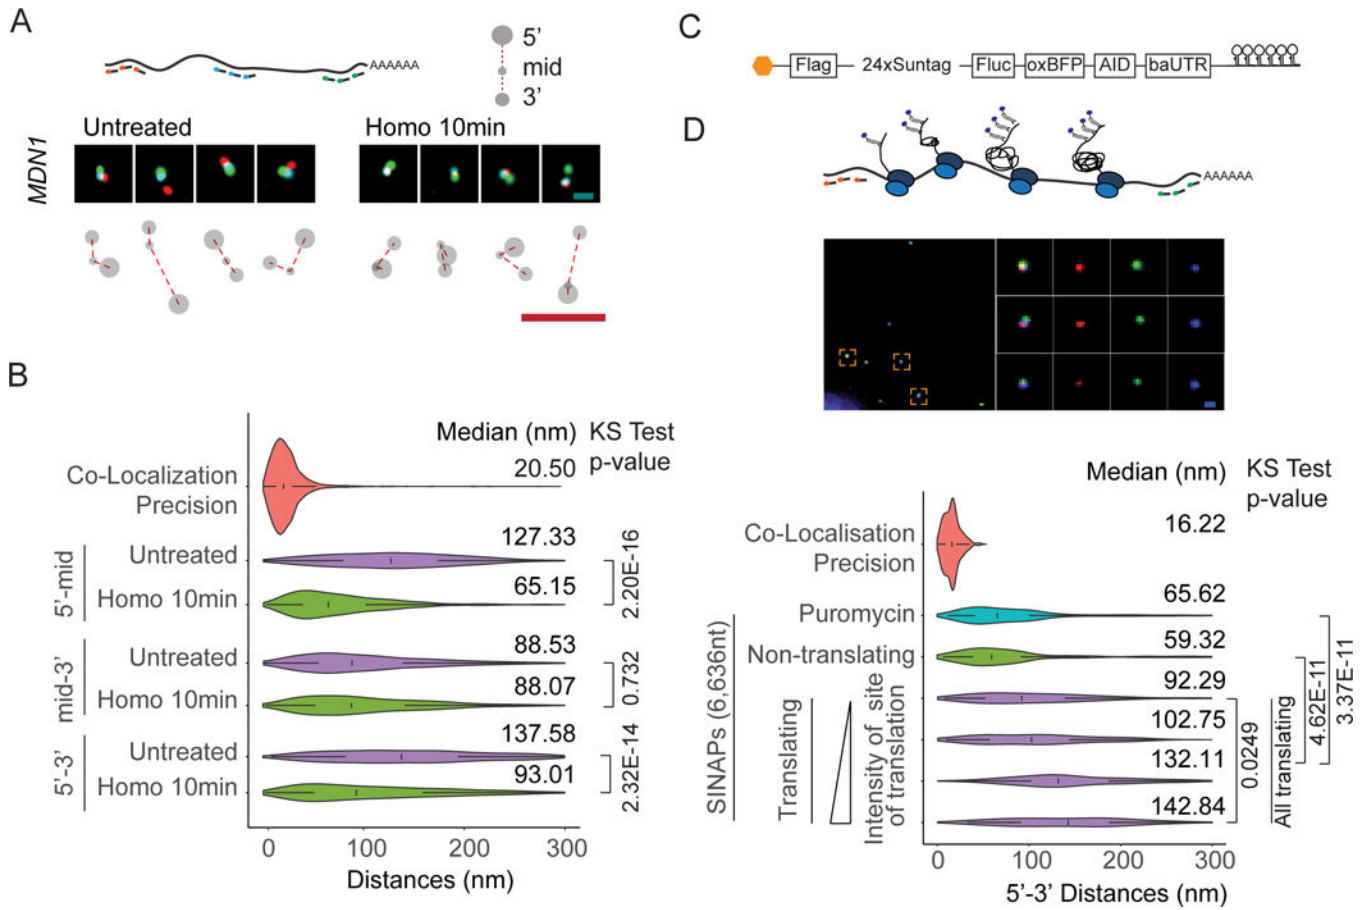 A
AAAAAA
5’
mid
3’
Untreated
Homo 10min
MDN1
B
Median (nm)
KS Test
p-value
Co-Localization
Precision
20.50
5’-mid
Untreated
127.33
Homo 10min
65.15
2.20E-16
mid-3’
Untreated
88.53
Homo 10min
88.07
0.732
5’-3’
Untreated
137.58
Homo 10min
93.01
2.32E-14
0
100
200
300
Distances (nm)
C
Flag
24xSuntag
Fluc
oxBFP
AID
baUTR
D
AAAAAA
Median (nm)
KS Test
p-value
Co-Localisation
Precision
16.22
SINAPs (6,636nt)
Puromycin
65.62
Non-translating
59.32
Translating
Intensity of site
of translation
92.29
102.75
132.11
142.84
0.0249
All translating
4.62E-11
3.37E-11
0
100
200
300
5’-3’ Distances (nm)